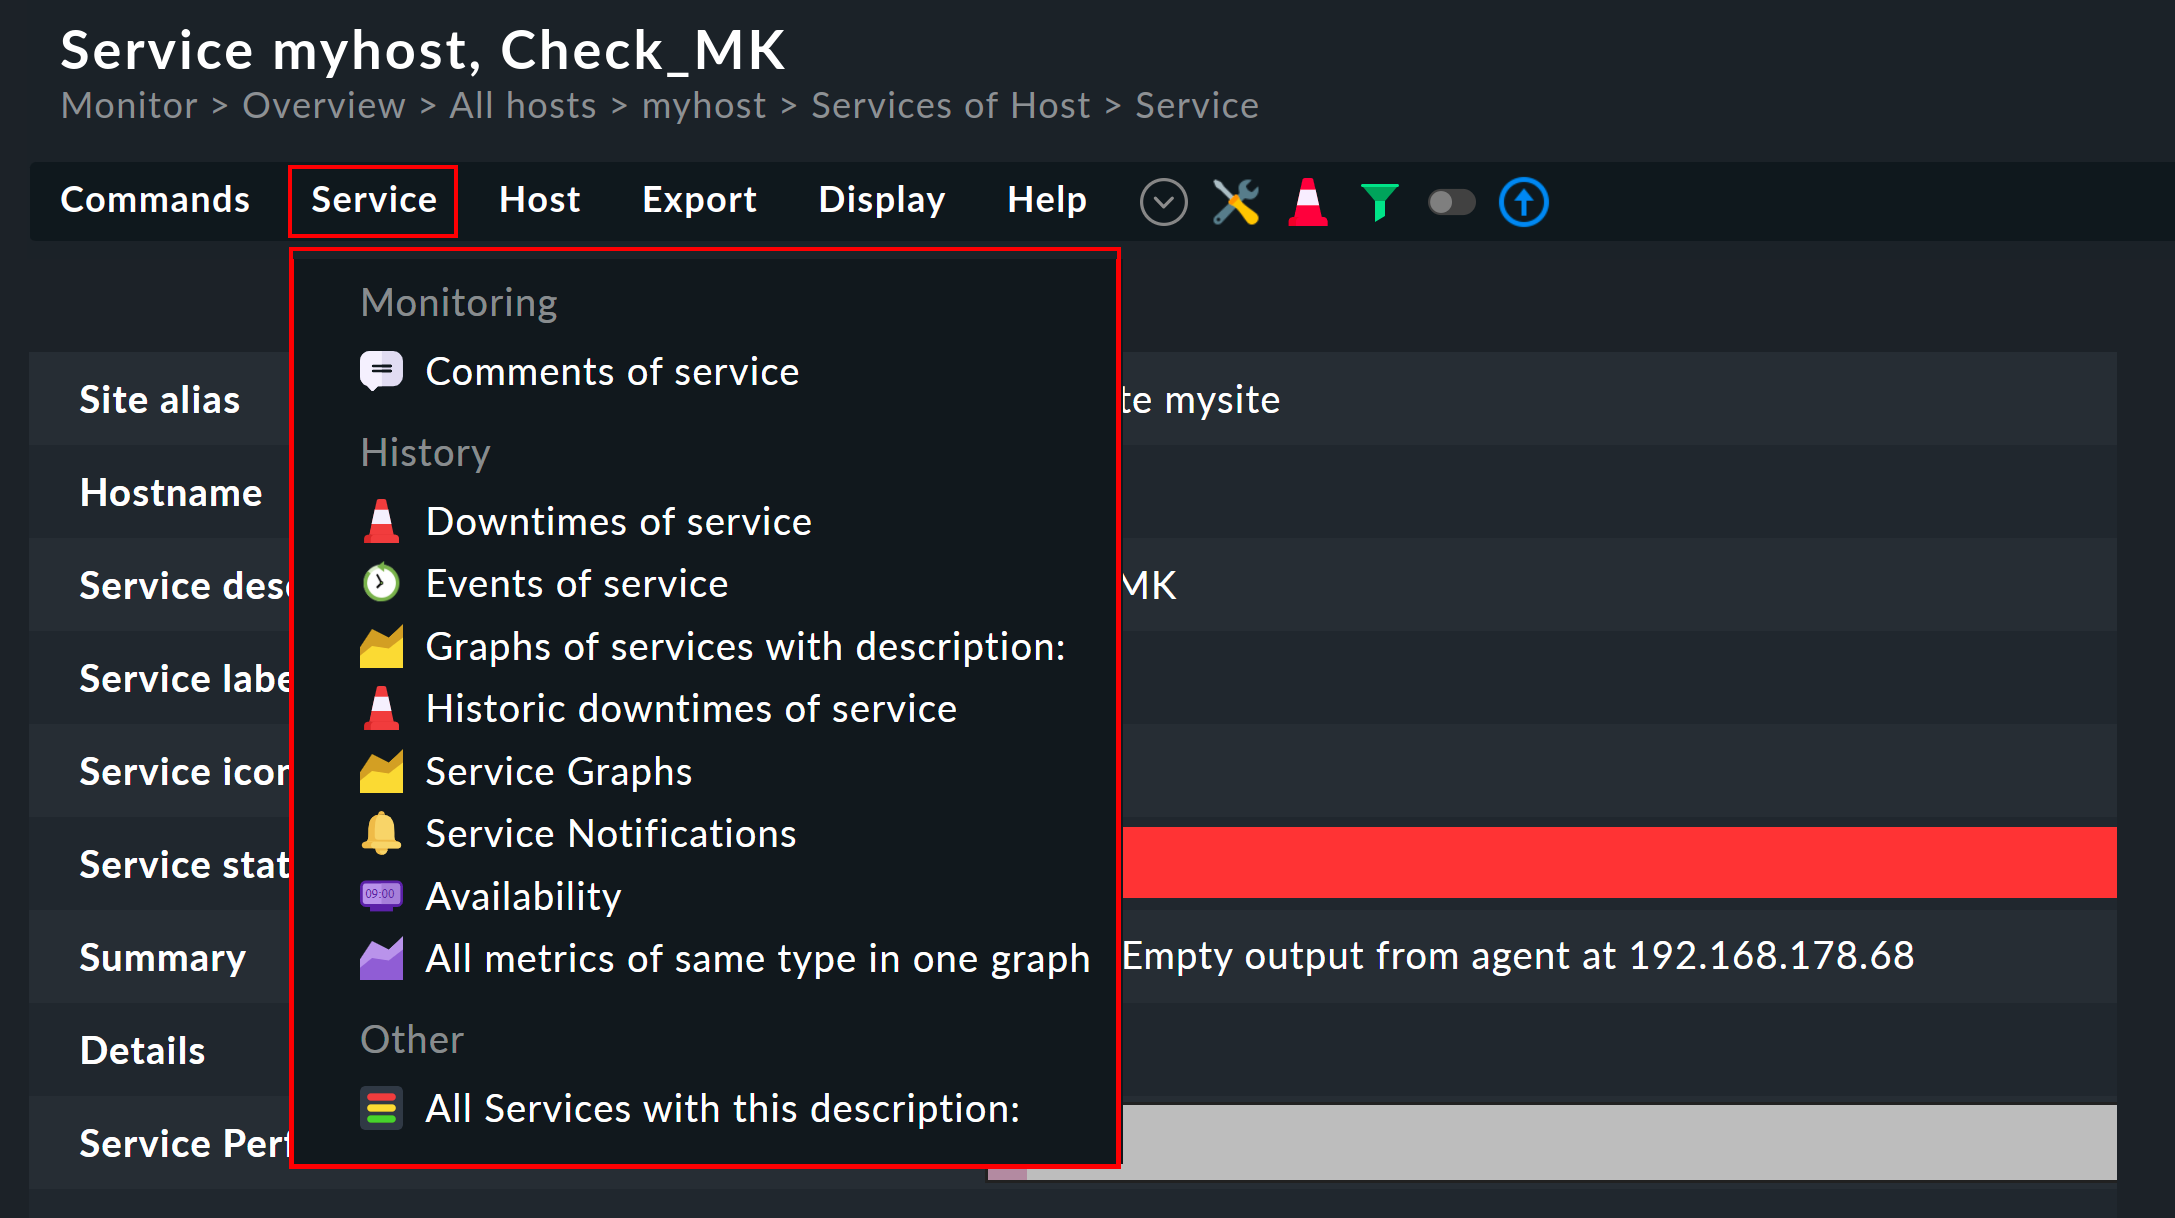 Service myhost, Check_MK
Monitor > Overview > All hosts > myhost > Services of Host > Service
Commands Service Host Export Display Help
Monitoring
Comments of service
History
Downtimes of service
Events of service
Graphs of services with description:
Historic downtimes of service
Service Graphs
Service Notifications
09:00 Availability
All metrics of same type in one graph
Other
All Services with this description:
Site alias
te mysite
Hostname
Service desc
MK
Service labe
Service icon
Service stat
Summary
Empty output from agent at 192.168.178.68
Details
Service Perf